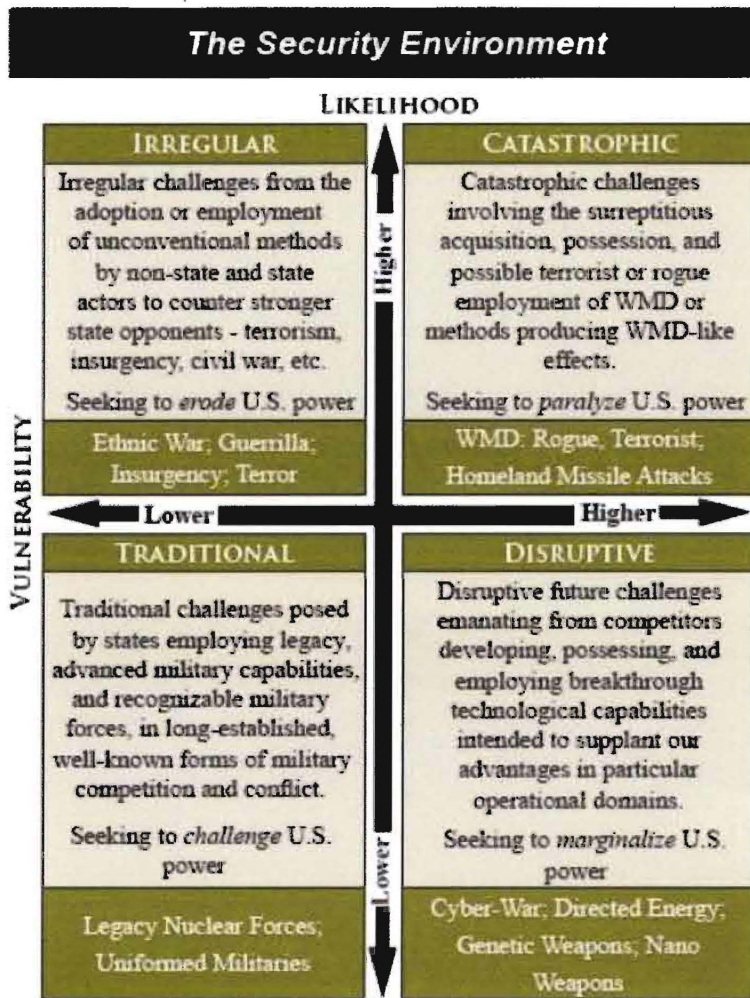 The Security Environment
LIKELIHOOD
IRREGULAR
Irregular challenges from the
adoption or employment
of unconventional methods
by non-state and state
actors to counter stronger
state opponents - terrorism,
insurgency, civil war, etc.
Seeking to erode U.S. power
Ethnic War; Guerrilla;
Insurgency; Terror
Higher
CATASTROPHIC
Catastrophic challenges
involving the surreptitious
acquisition, possession, and
possible terrorist or rogue
employment of WMD or
methods producing WMD-like
effects.
Seeking to paralyze U.S. power
WMD: Rogue, Terrorist;
Homeland Missile Attacks
VULNERABILITY
Lower
Higher
TRADITIONAL
Traditional challenges posed
by states employing legacy,
advanced military capabilities,
and recognizable military
forces, in long-established,
well-known forms of military
competition and conflict.
Seeking to challenge U.S.
power
Legacy Nuclear Forces;
Uniformed Militaries
Lower
DISRUPTIVE
Disruptive future challenges
emanating from competitors
developing, possessing, and
employing breakthrough
technological capabilities
intended to supplant our
advantages in particular
operational domains.
Seeking to marginalize U.S.
power
Cyber-War; Directed Energy;
Genetic Weapons; Nano
Weapons